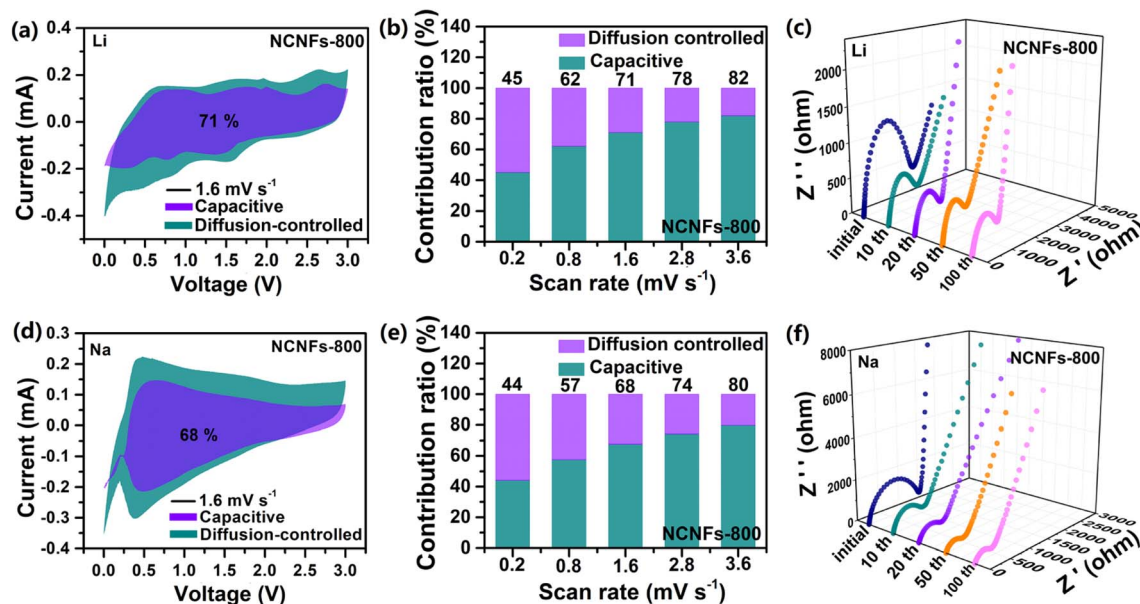 (a)
Li
NCNFs-800
71 %
1.6 mV s⁻¹
Capacitive
Diffusion-controlled
Current (mA)
0.4
0.2
0.0
-0.2
-0.4
0.0 0.5 1.0 1.5 2.0 2.5 3.0
Voltage (V)
(b)
Diffusion controlled
Capacitive
45 62 71 78 82
NCNFs-800
Contribution ratio (%)
140
120
100
80
60
40
20
0
0.2 0.8 1.6 2.8 3.6
Scan rate (mV s⁻¹)
(c)
Li
NCNFs-800
Z'' (ohm)
2000
1500
1000
500
0
initial
10 th
20 th
50 th
100 th
0 1000 2000 3000 4000 5000
Z' (ohm)
(d)
Na
NCNFs-800
68 %
1.6 mV s⁻¹
Capacitive
Diffusion-controlled
Current (mA)
0.3
0.2
0.1
0.0
-0.1
-0.2
-0.3
-0.4
0.0 0.5 1.0 1.5 2.0 2.5 3.0
Voltage (V)
(e)
Diffusion controlled
Capacitive
44 57 68 74 80
NCNFs-800
Contribution ratio (%)
140
120
100
80
60
40
20
0
0.2 0.8 1.6 2.8 3.6
Scan rate (mV s⁻¹)
(f)
Na
NCNFs-800
Z'' (ohm)
8000
6000
4000
2000
0
initial
10 th
20 th
50 th
100 th
0 500 1000 1500 2000 2500 3000
Z' (ohm)